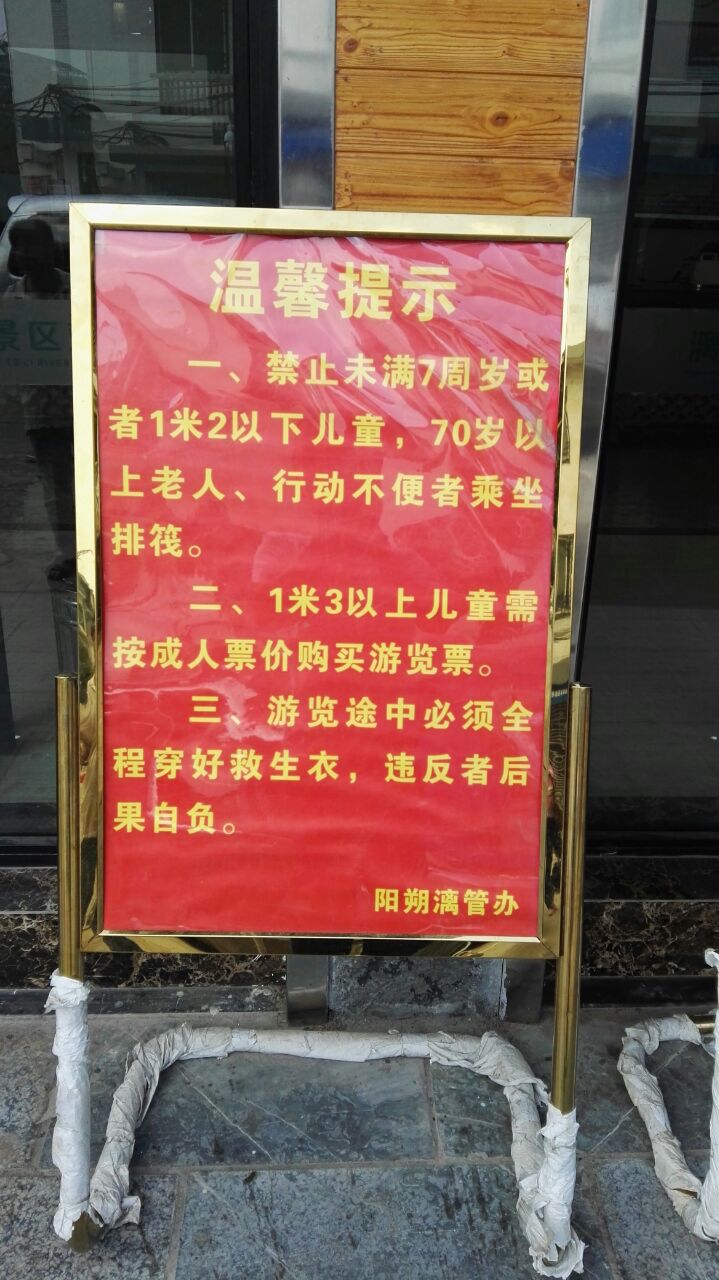 温馨提示
一、禁止未满7周岁或
者1米2以下儿童，70岁以
上老人、行动不便者乘坐
排筏。
二、1米3以上儿童需
按成人票价购买游览票。
三、游览途中必须全
程穿好救生衣，违反者后
果自负。
阳朔漓管办
景区